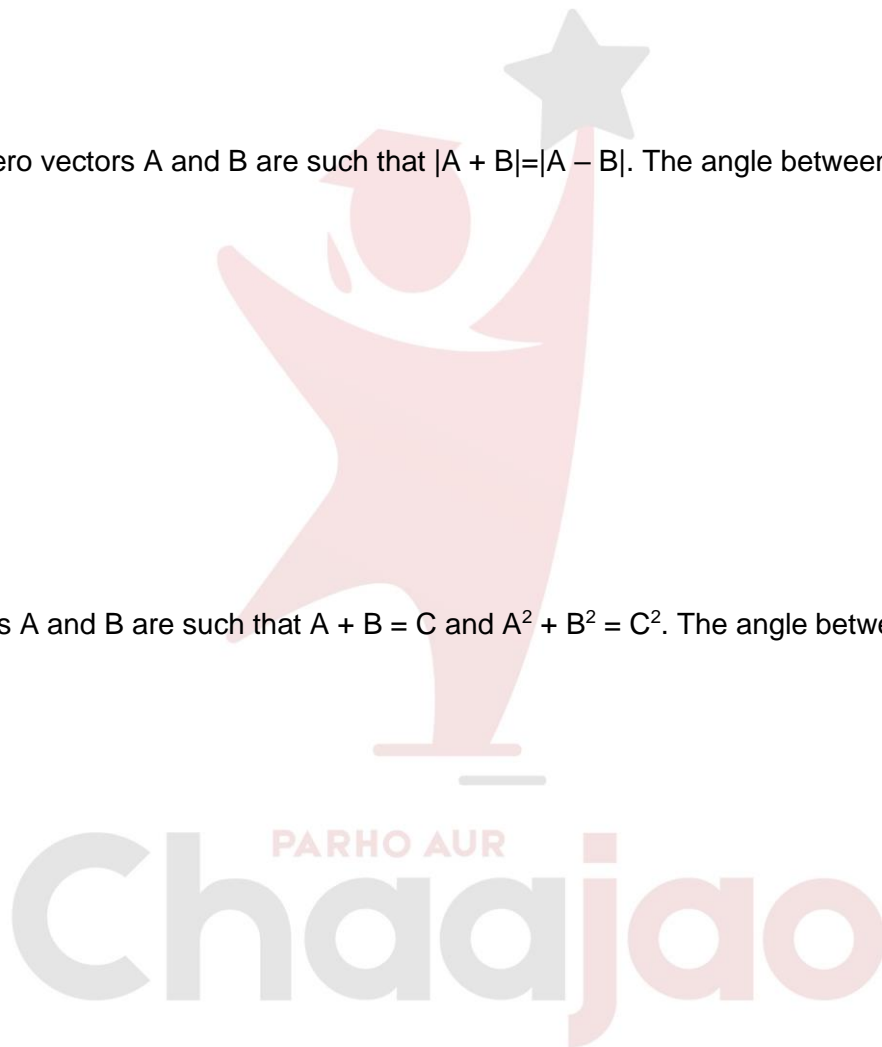 ero vectors A and B are such that |A + B|=|A – B|. The angle between
s A and B are such that A + B = C and A² + B² = C². The angle betwe
PARHO AUR
Chaajao